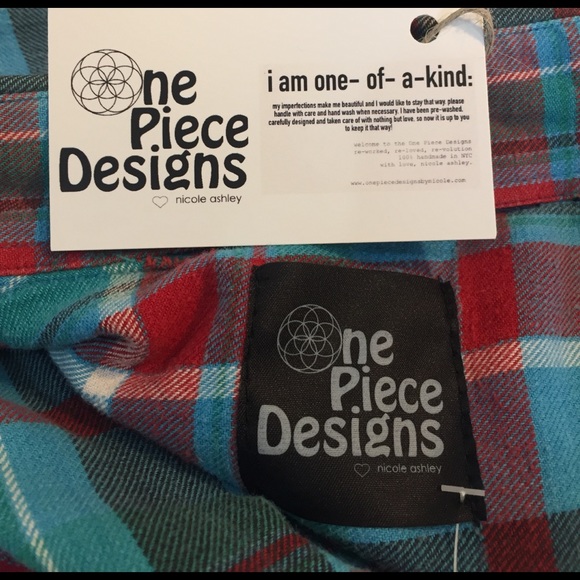 One
Piece
Designs
nicole ashley
i am one- of- a-kind:
my imperfections make me beautiful and I would like to stay that way. please
handle with care and hand wash when necessary. I have been pre-washed.
carefully designed and taken care of with nothing but love. so now it is up to you
to keep it that way!
welcome to the One Piece Designs
re-worked, re-loved, re-volution
100% handmade in NYC
with love, nicole ashley.
www.onepiecedesignsbynicole.com
One
Piece
Designs
nicole ashley